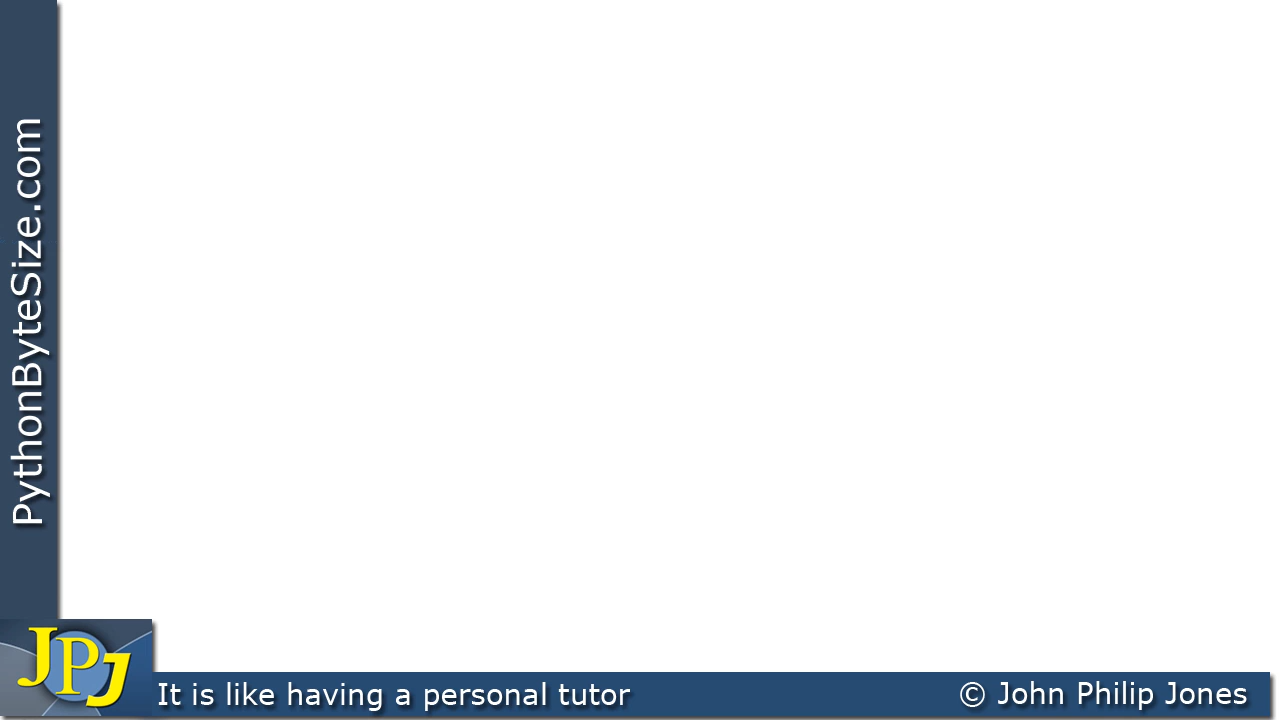 PythonByteSize.com
JPJ
It is like having a personal tutor
© John Philip Jones